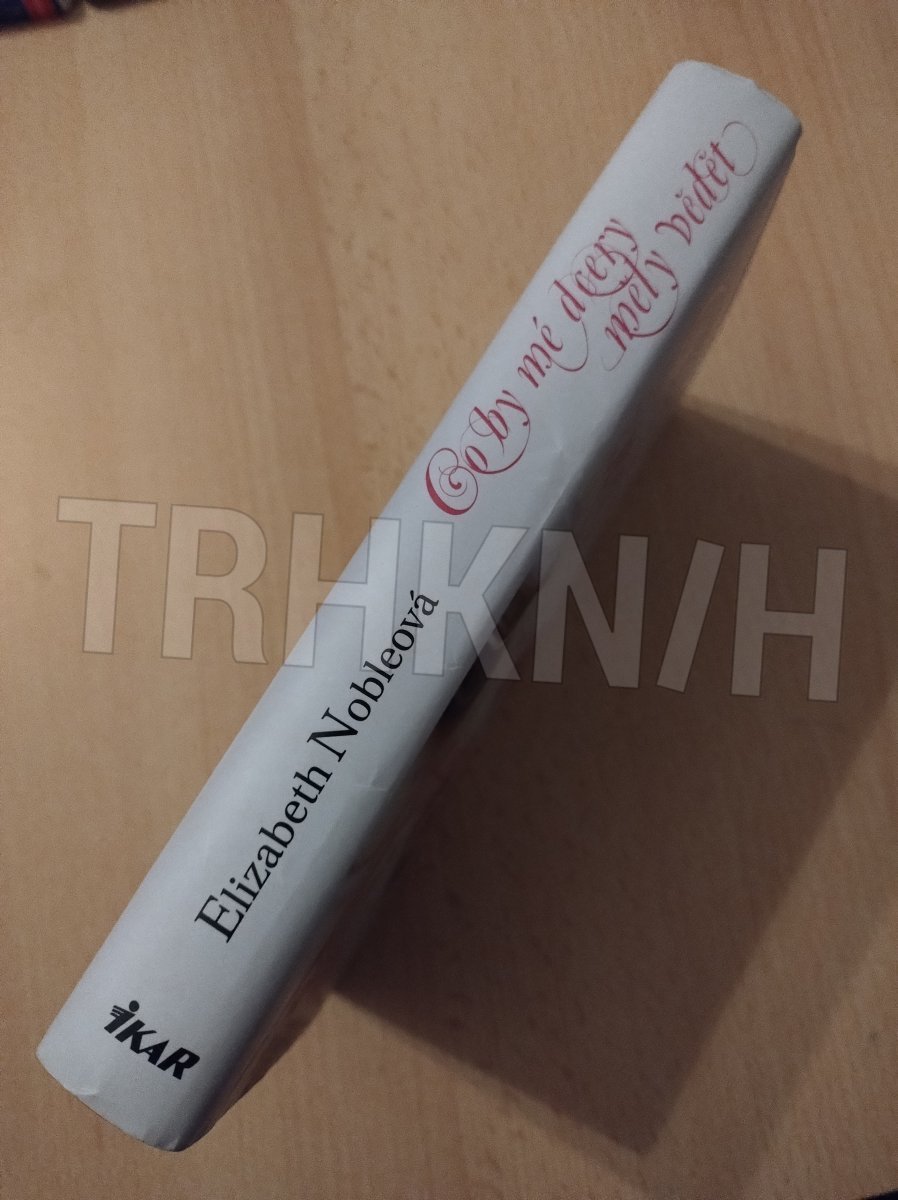 Co by mé dcery
měly vědět
Elizabeth Nobleová
iKAR
TRHKNIH